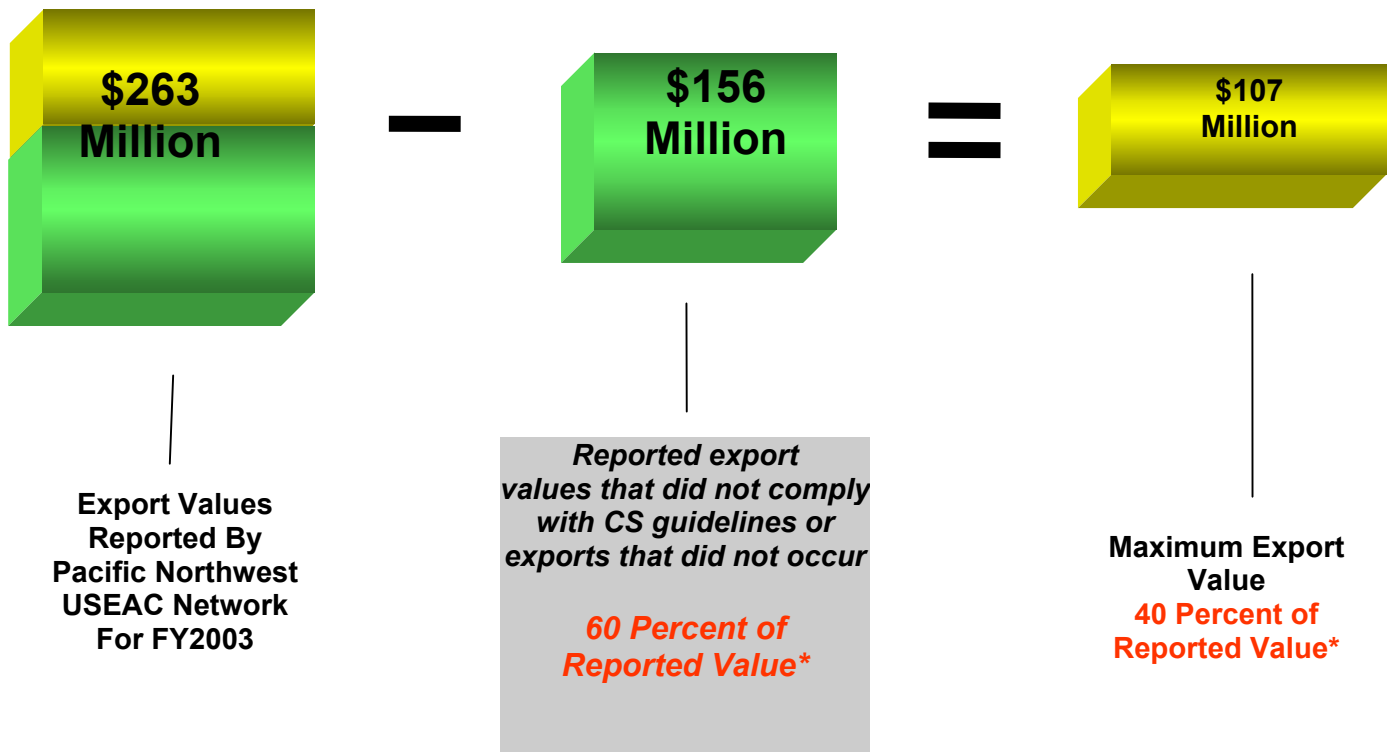 $263
Million
$156
Million
$107
Million
Export Values
Reported By
Pacific Northwest
USEAC Network
For FY2003
Reported export
values that did not comply
with CS guidelines or
exports that did not occur
60 Percent of
Reported Value*
Maximum Export
Value
40 Percent of
Reported Value*